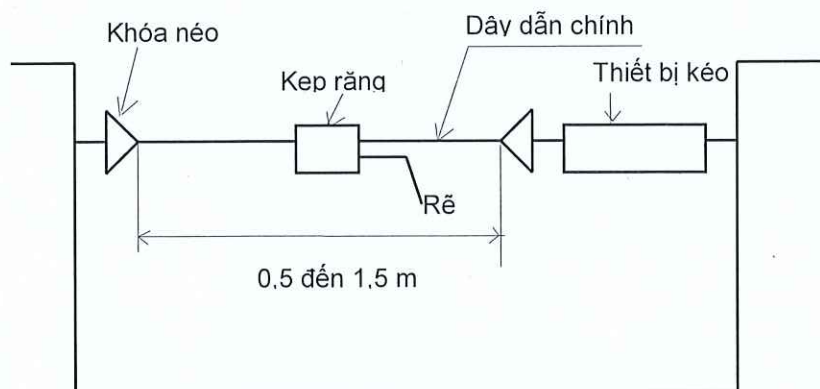 Khóa néo
Dây dẫn chính
Kẹp răng
Thiết bị kéo
Rẽ
0,5 đến 1,5 m